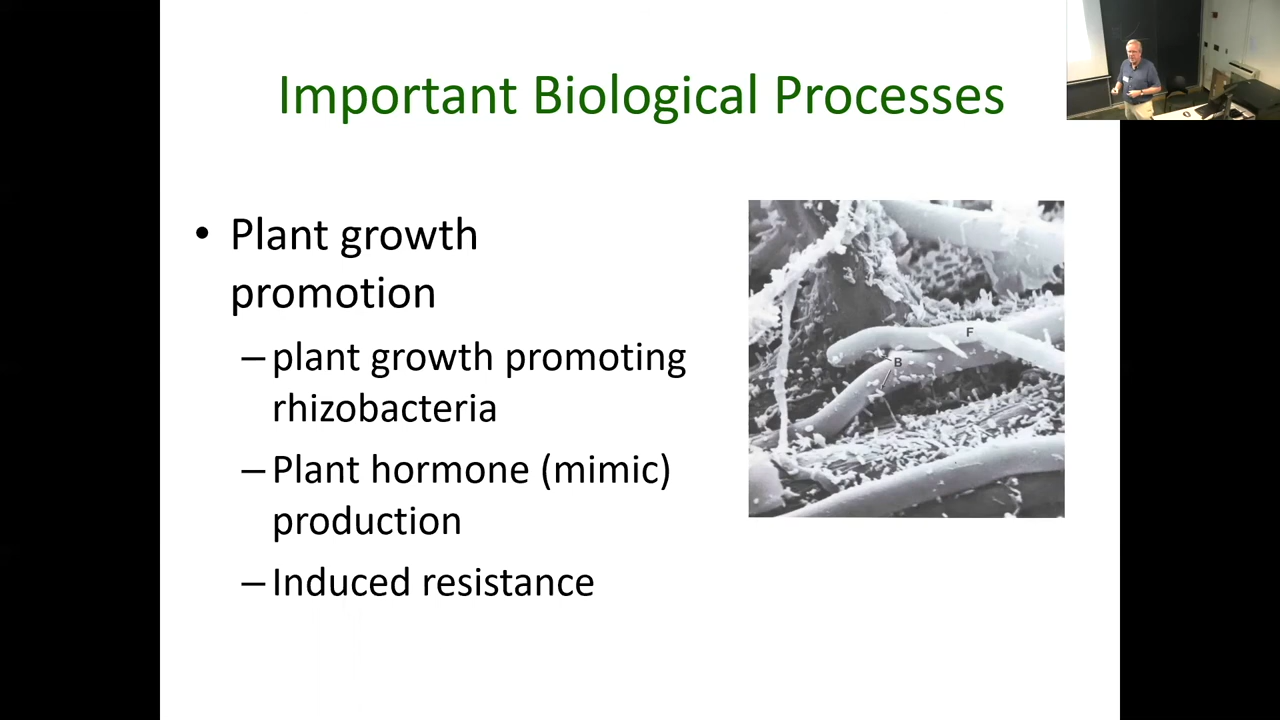 Important Biological Processes
• Plant growth
promotion
– plant growth promoting
rhizobacteria
– Plant hormone (mimic)
production
– Induced resistance
F
B